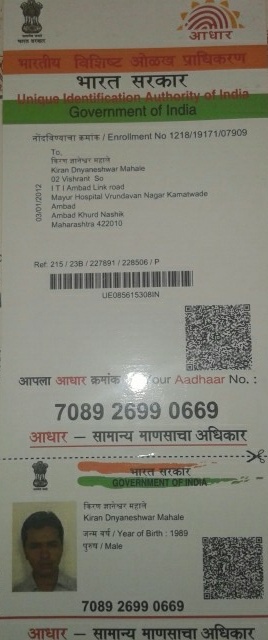 भारत सरकार
आधार
भारतीय विशिष्ट ओळख प्राधिकरण
भारत सरकार
Unique Identification Authority of India
Government of India
नोंदविण्याचा क्रमांक / Enrollment No 1218/19171/07909
03/01/2012
To,
किरण ज्ञानेश्वर महाले
Kiran Dnyaneshwar Mahale
02 Vishrant So
I T I Ambad Link road
Mayur Hospital Vrundavan Nagar Kamatwade
Ambad
Ambad Khurd Nashik
Maharashtra 422010
Ref: 215 / 23B / 227891 / 228506 / P
UE085615308IN
आपला आधार क्रमांक / Your Aadhaar No. :
7089 2699 0669
आधार – सामान्य माणसाचा अधिकार
भारत सरकार
GOVERNMENT OF INDIA
किरण ज्ञानेश्वर महाले
Kiran Dnyaneshwar Mahale
जन्म वर्ष / Year of Birth : 1989
पुरुष / Male
7089 2699 0669
आधार – सामान्य माणसाचा अधिकार